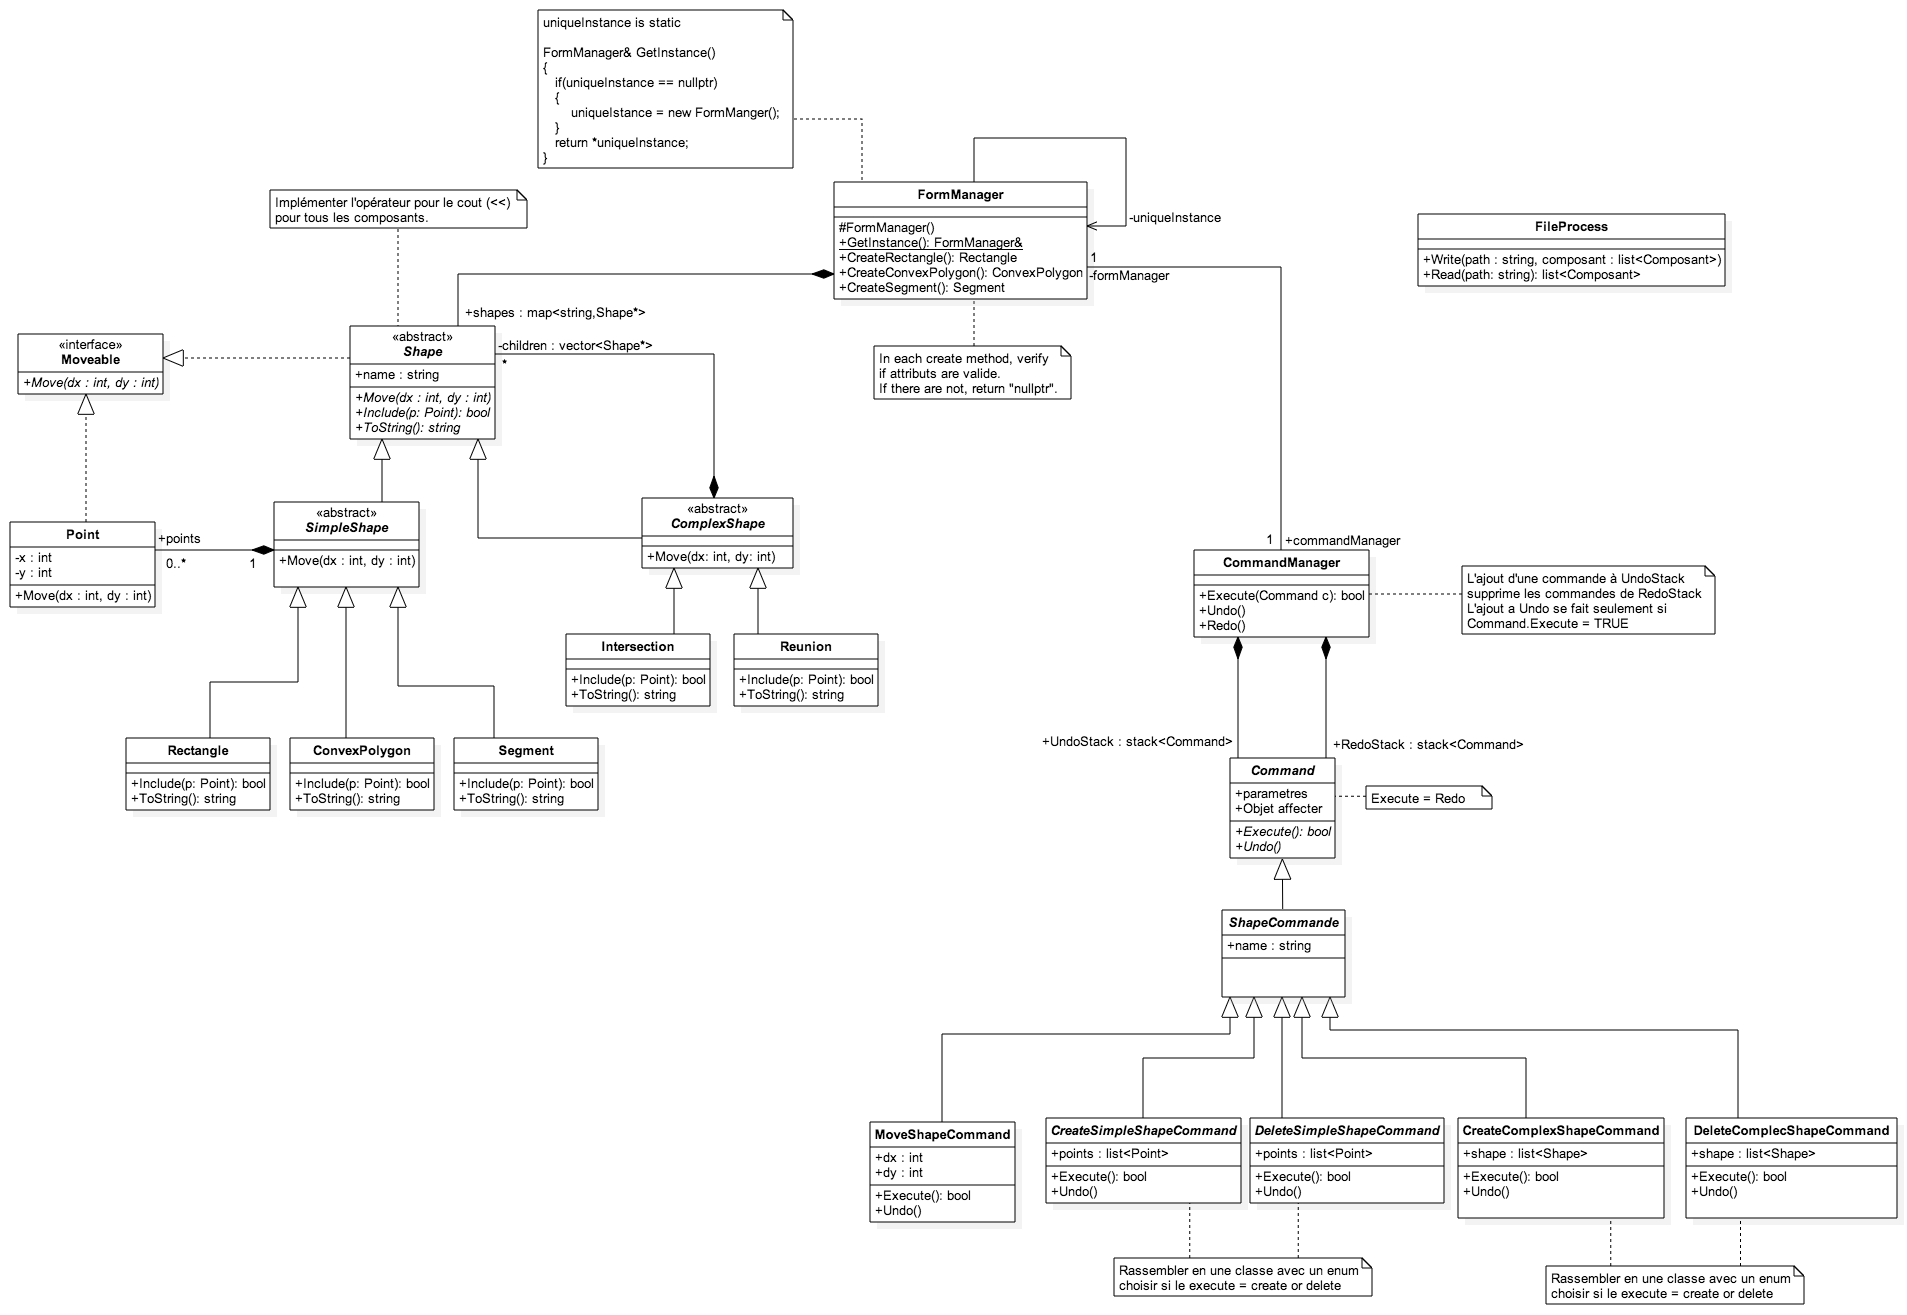 uniqueInstance is static
FormManager& GetInstance()
{
if(uniqueInstance == nullptr)
{
uniqueIstance = new FormManger();
}
return *uniqueInstance;
}
Implémenter l'opérateur pour le cout (<<)
pour tous les composants.
FormManager
#FormManager()
+GetInstance(): FormManager&
+CreateRectangle(): Rectangle
+CreateConvexPolygon(): ConvexPolygon
+CreateSegment(): Segment
-uniqueInstance
1
-formManager
FileProcess
+Write(path : string, composant : list<Composant>)
+Read(path: string): list<Composant>
+shapes : map<string,Shape*>
«interface»
Moveable
+Move(dx : int, dy : int)
«abstract»
Shape
+name : string
+Move(dx : int, dy : int)
+Include(p: Point): bool
+ToString(): string
-children : vector<Shape*>
*
In each create method, verify
if attributs are valide.
If there are not, return "nullptr".
Point
-x : int
-y : int
+Move(dx : int, dy : int)
+points
0..*
1
«abstract»
SimpleShape
+Move(dx : int, dy : int)
«abstract»
ComplexShape
+Move(dx: int, dy: int)
Intersection
+Include(p: Point): bool
+ToString(): string
Reunion
+Include(p: Point): bool
+ToString(): string
Rectangle
+Include(p: Point): bool
+ToString(): string
ConvexPolygon
+Include(p: Point): bool
+ToString(): string
Segment
+Include(p: Point): bool
+ToString(): string
1
+commandManager
CommandManager
+Execute(Command c): bool
+Undo()
+Redo()
L'ajout d'une commande à UndoStack
supprime les commandes de RedoStack
L'ajout a Undo se fait seulement si
Command.Execute = TRUE
+UndoStack : stack<Command>
+RedoStack : stack<Command>
Command
+parametres
+Objet affecter
+Execute(): bool
+Undo()
Execute = Redo
ShapeCommande
+name : string
MoveShapeCommand
+dx : int
+dy : int
+Execute(): bool
+Undo()
CreateSimpleShapeCommand
+points : list<Point>
+Execute(): bool
+Undo()
DeleteSimpleShapeCommand
+points : list<Point>
+Execute(): bool
+Undo()
CreateComplexShapeCommand
+shape : list<Shape>
+Execute(): bool
+Undo()
DeleteComplecShapeCommand
+shape : list<Shape>
+Execute(): bool
+Undo()
Rassembler en une classe avec un enum
choisir si le execute = create or delete
Rassembler en une classe avec un enum
choisir si le execute = create or delete